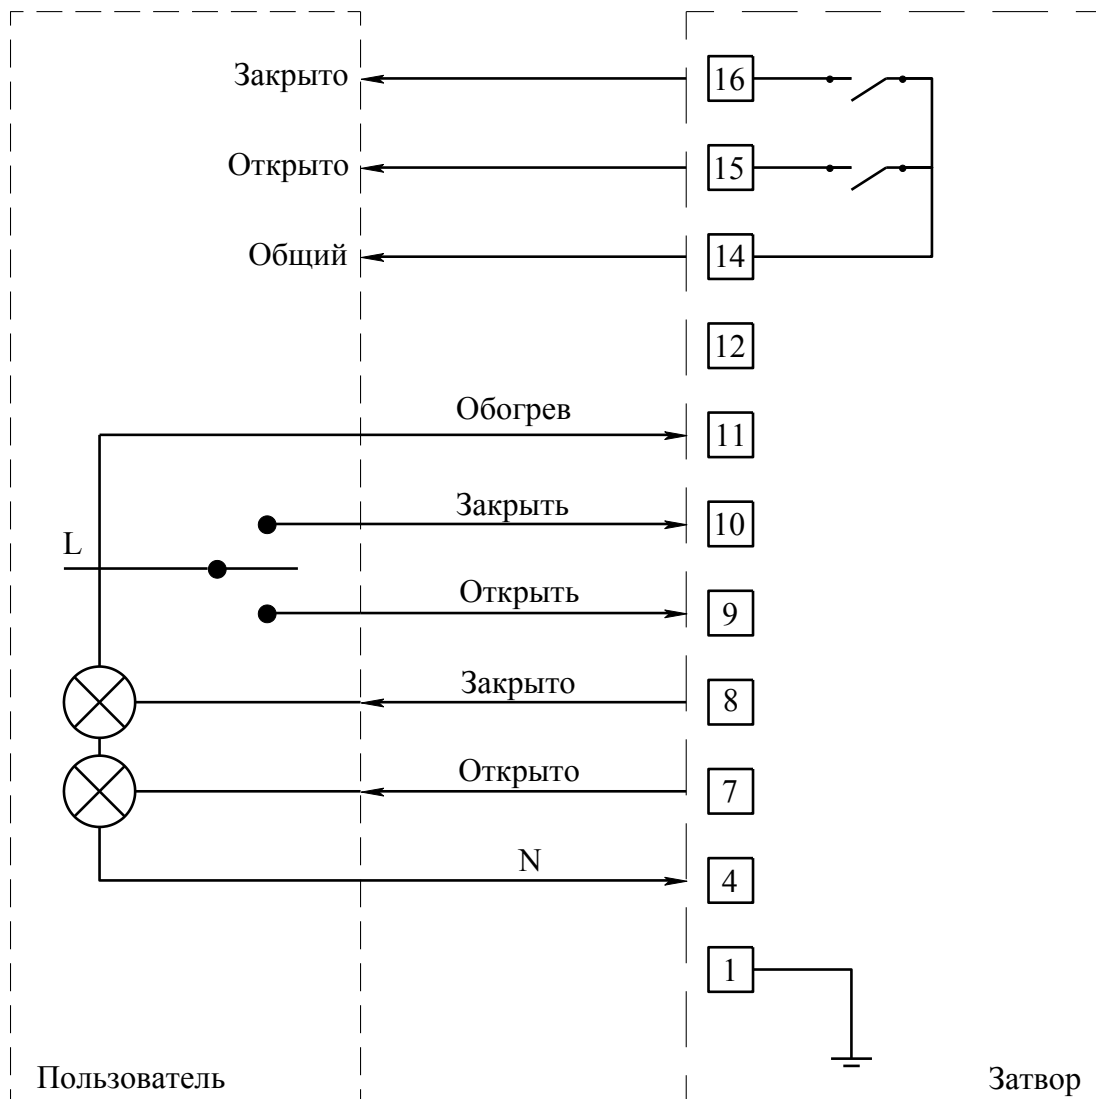 Закрыто 16
Открыто 15
Общий 14
12
Обогрев 11
Закрыть 10
L
Открыть 9
Закрыто 8
Открыто 7
N 4
1
Пользователь Затвор